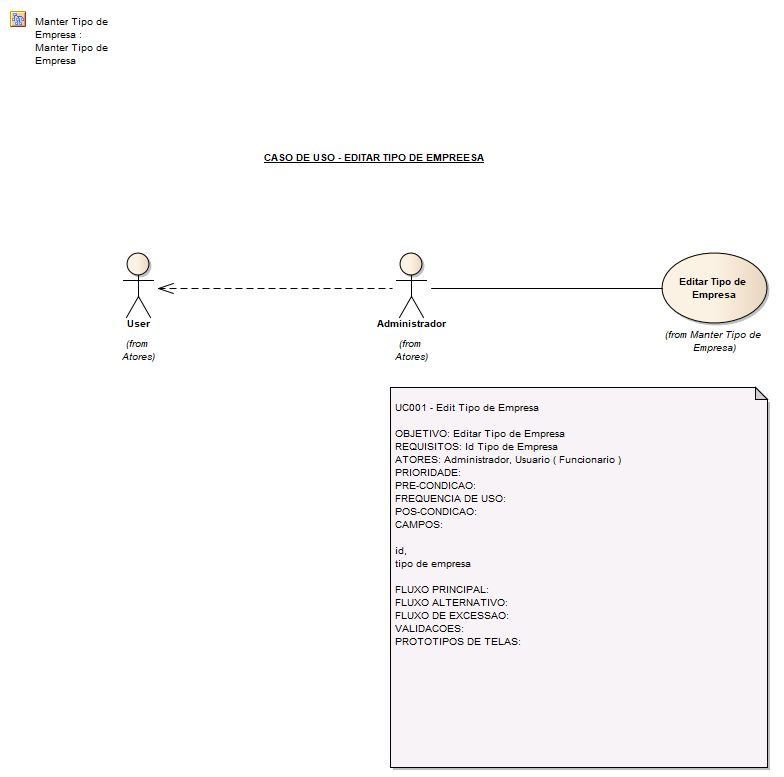 Manter Tipo de
Empresa :
Manter Tipo de
Empresa
CASO DE USO - EDITAR TIPO DE EMPREESA
User
(from
Atores)
Administrador
(from
Atores)
Editar Tipo de
Empresa
(from Manter Tipo de
Empresa)
UC001 - Edit Tipo de Empresa
OBJETIVO: Editar Tipo de Empresa
REQUISITOS: Id Tipo de Empresa
ATORES: Administrador, Usuario ( Funcionario )
PRIORIDADE:
PRE-CONDICAO:
FREQUENCIA DE USO:
POS-CONDICAO:
CAMPOS:
id,
tipo de empresa
FLUXO PRINCIPAL:
FLUXO ALTERNATIVO:
FLUXO DE EXCESSAO:
VALIDACOES:
PROTOTIPOS DE TELAS: